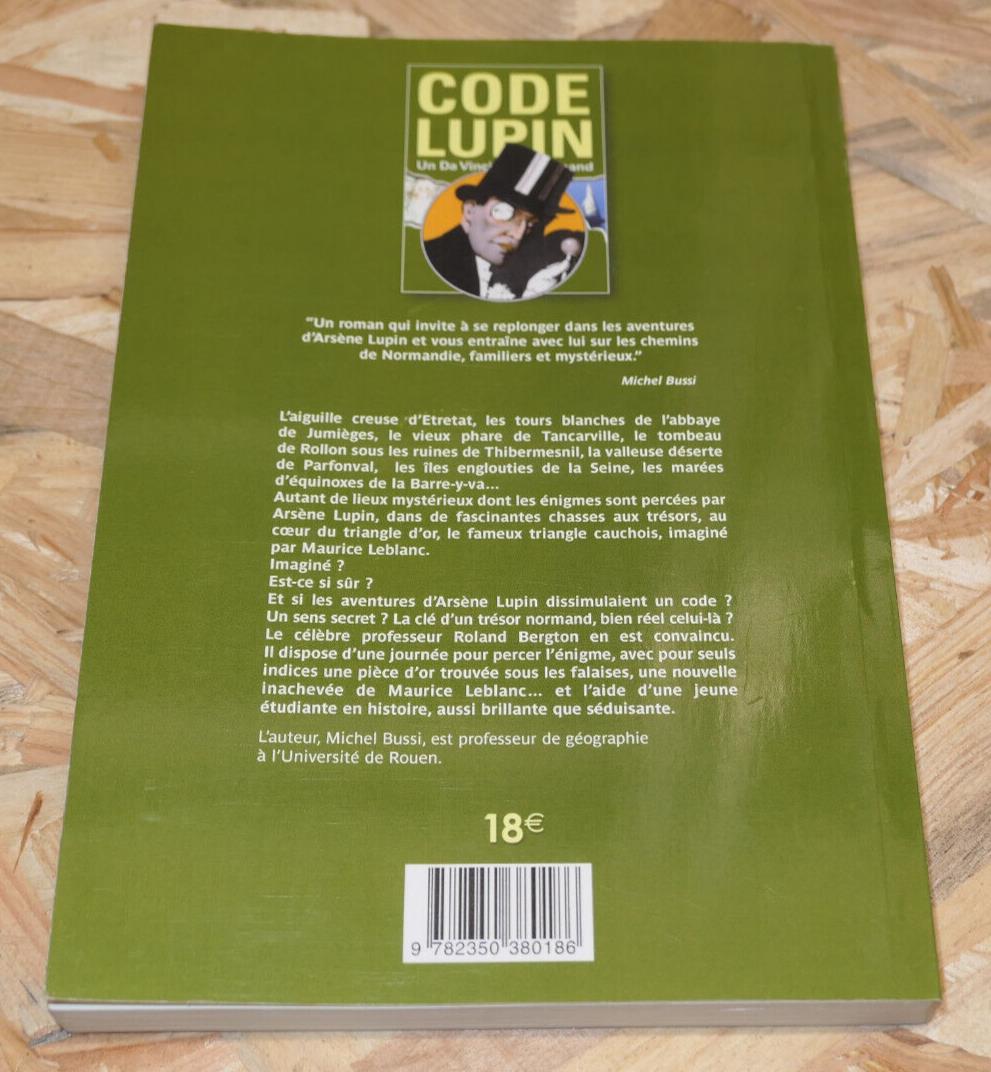 CODE
LUPIN
Un Da Vinci and
"Un roman qui invite à se replonger dans les aventures
d'Arsène Lupin et vous entraîne avec lui sur les chemins
de Normandie, familiers et mystérieux."
Michel Bussi
L'aiguille creuse d'Etretat, les tours blanches de l'abbaye
de Jumièges, le vieux phare de Tancarville, le tombeau
de Rollon sous les ruines de Thibermesnil, la valleuse déserte
de Parfonval, les îles englouties de la Seine, les marées
d'équinoxes de la Barre-y-va...
Autant de lieux mystérieux dont les énigmes sont percées par
Arsène Lupin, dans de fascinantes chasses aux trésors, au
cœur du triangle d'or, le fameux triangle cauchois, imaginé
par Maurice Leblanc.
Imaginé ?
Est-ce si sûr ?
Et si les aventures d'Arsène Lupin dissimulaient un code ?
Un sens secret ? La clé d'un trésor normand, bien réel celui-là ?
Le célèbre professeur Roland Bergton en est convaincu.
Il dispose d'une journée pour percer l'énigme, avec pour seuls
indices une pièce d'or trouvée sous les falaises, une nouvelle
inachevée de Maurice Leblanc... et l'aide d'une jeune
étudiante en histoire, aussi brillante que séduisante.
L'auteur, Michel Bussi, est professeur de géographie
à l'Université de Rouen.
18€
9 782350 380186